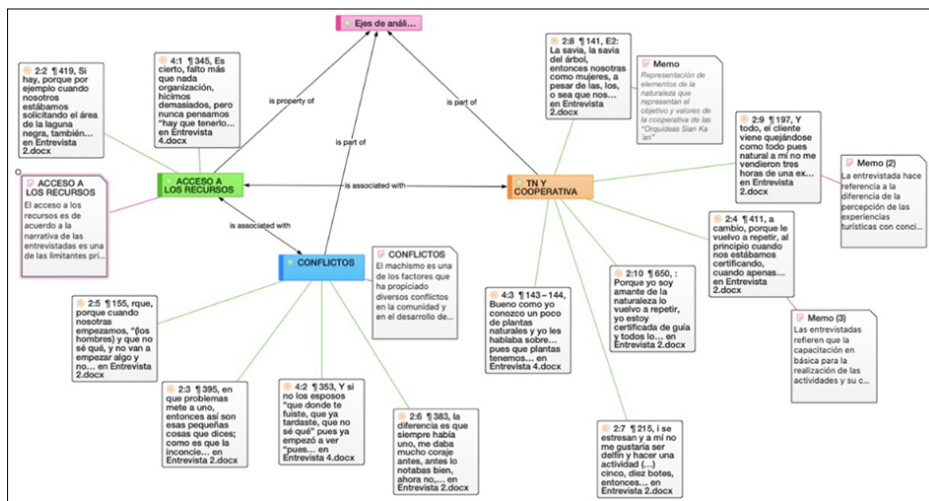 Ejes de análi...
2:2 ¶ 419, Si
hay, porque por
ejemplo cuando
nosotros
estábamos
solicitando el área
de la laguna
negra, también...
en Entrevista
2.docx
4:1 ¶ 345, Es
cierto, falto más
que nada
organización,
hicimos
demasiados, pero
nunca pensamos
"hay que tenerlo...
en Entrevista
4.docx
2:8 ¶ 141, E2:
La savia, la savia
del árbol,
entonces nosotras
como mujeres, a
pesar de las, los, o
sea que nos...
en Entrevista
2.docx
Memo
Representación de
elementos de la
naturaleza que
representan el
objetivo y valores de
la cooperativa de las
"Orquídeas Sian Ka
´an"
is property of
is part of
is part of
2:9 ¶ 197, Y
todo, el cliente
viene quejándose
como todo pues
natural a mí no me
vendieron tres
horas de una ex...
en Entrevista
2.docx
Memo (2)
La entrevistada hace
referencia a la
diferencia de la
percepción de las
experiencias
turísticas con conci...
ACCESO A
LOS RECURSOS
El acceso a los
recursos es de
acuerdo a la
narrativa de las
entrevistadas es una
de las limitantes pri...
ACCESO A
LOS RECURSOS
is associated with
TN Y
COOPERATIVA
is associated with
2:4 ¶ 411, a
cambio, porque le
vuelvo a repetir, al
principio cuando
nos estábamos
certificando,
cuando apenas...
en Entrevista
2.docx
CONFLICTOS
CONFLICTOS
El machismo es una
de los factores que
ha propiciado
diversos conflictos
en la comunidad y
en el desarrollo de...
2:10 ¶ 650, :
Porque yo soy
amante de la
naturaleza lo
vuelvo a repetir,
yo estoy
certificada de guía
y todos lo... en
Entrevista
2.docx
4:3 ¶ 143 – 144,
Bueno como yo
conozco un poco
de plantas
naturales y yo les
hablaba sobre...
pues que plantas
tenemos... en
Entrevista 4.docx
Memo (3)
Las entrevistadas
refieren que la
capacitación en
básica para la
realización de las
actividades y su c...
2:5 ¶ 155, rque,
porque cuando
nosotras
empezamos, "(los
hombres) y que no
sé qué", y no van a
empezar algo y
no... en Entrevista
2.docx
2:3 ¶ 395, en
que problemas
mete a uno,
entonces así son
esas pequeñas
cosas que dices;
como es que la
inconcie... en
Entrevista 2.docx
4:2 ¶ 353, Y si
no los esposos
"que donde te
fuiste, que ya
tardaste, que no
sé qué" pues ya
empezó a ver
"pues... en
Entrevista 4.docx
2:6 ¶ 383, la
diferencia es que
siempre había
uno, me daba
mucho coraje
antes, antes lo
notabas bien,
ahora no,... en
Entrevista 2.docx
2:7 ¶ 215, i se
estresan y a mí no
me gustaría ser
delfín y hacer una
actividad (...)
cinco, diez botes,
entonces... en
Entrevista 2.docx